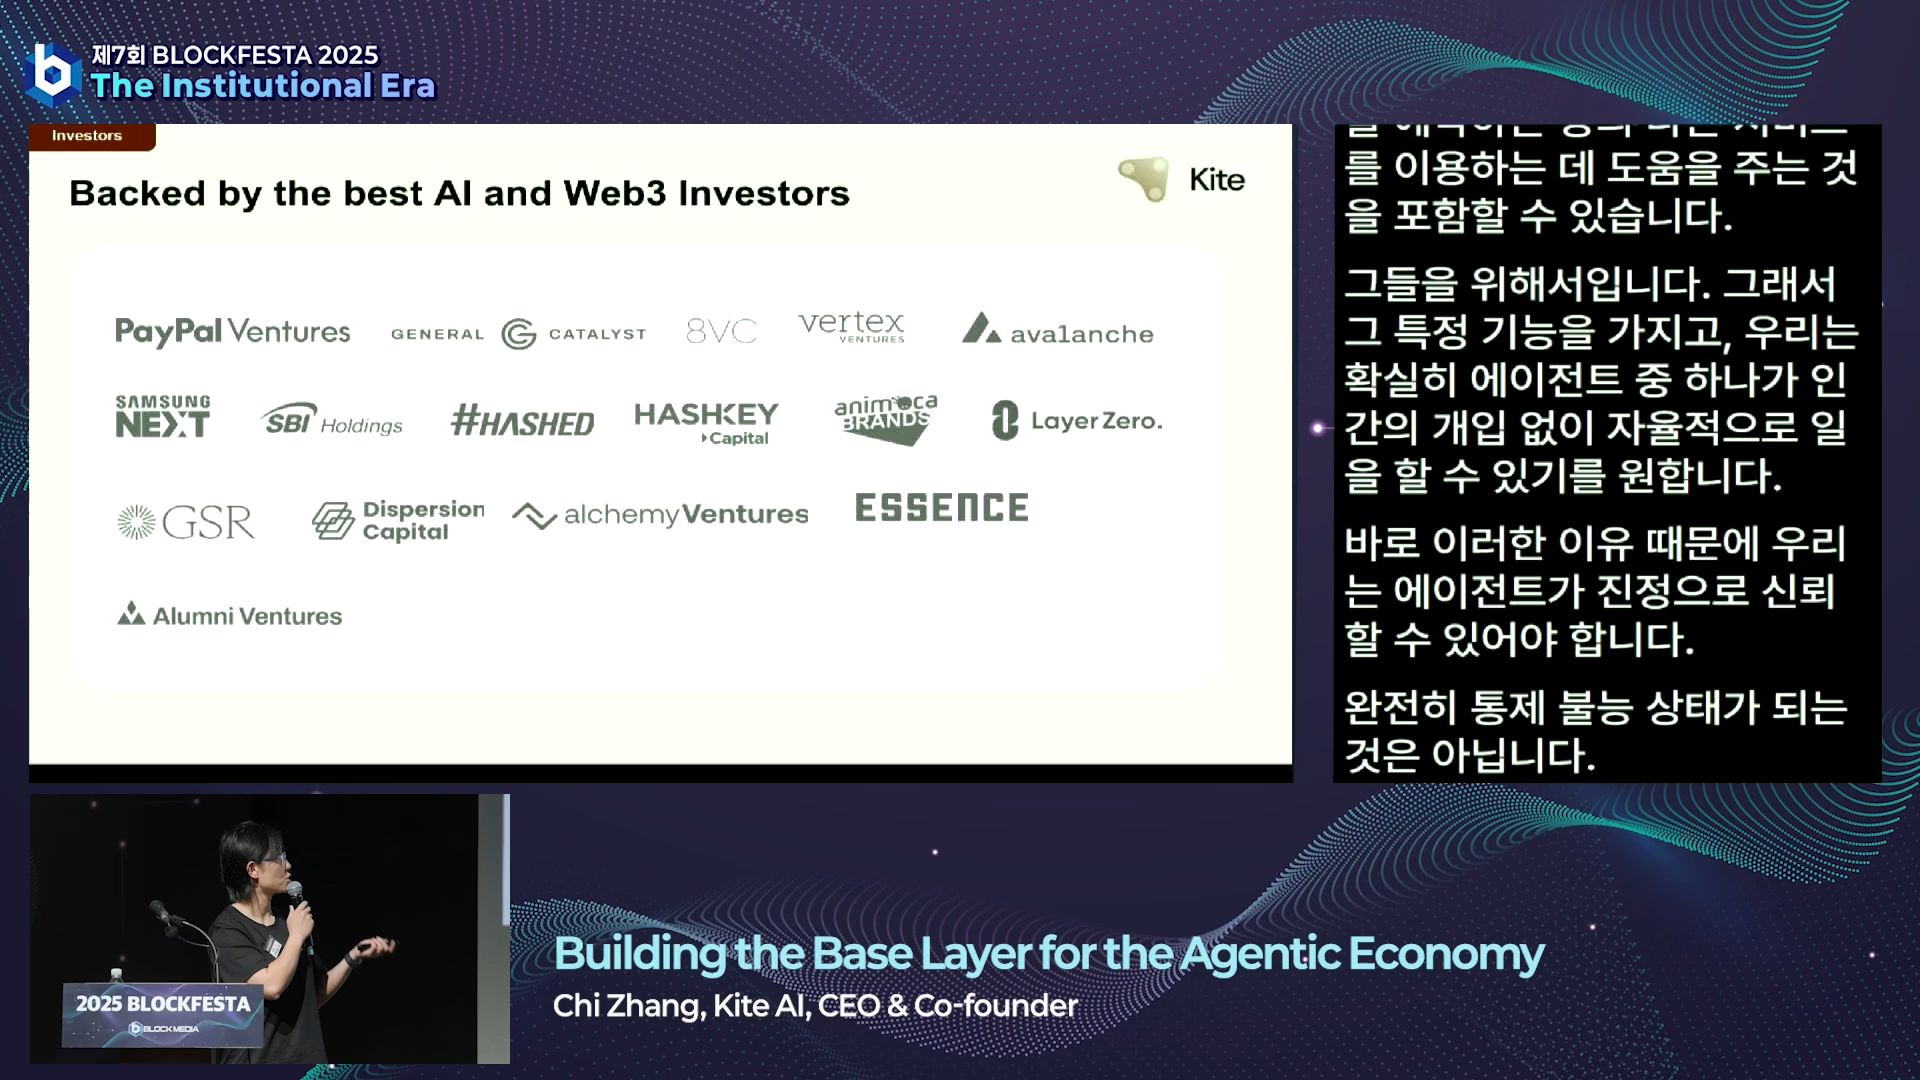 제7회 BLOCKFESTA 2025
The Institutional Era
Investors
Backed by the best AI and Web3 Investors
Kite
PayPal Ventures
GENERAL CATALYST
8VC
vertex
VENTURES
avalanche
SAMSUNG
NEXT
SBI Holdings
#HASHED
HASHKEY
Capital
animoca
BRANDS
LayerZero.
GSR
Dispersion
Capital
alchemyVentures
ESSENCE
Alumni Ventures
를 이용하는 데 도움을 주는 것
을 포함할 수 있습니다.
그들을 위해서입니다. 그래서
그 특정 기능을 가지고, 우리는
확실히 에이전트 중 하나가 인
간의 개입 없이 자율적으로 일
을 할 수 있기를 원합니다.
바로 이러한 이유 때문에 우리
는 에이전트가 진정으로 신뢰
할 수 있어야 합니다.
완전히 통제 불능 상태가 되는
것은 아닙니다.
2025 BLOCKFESTA
BLOCKMEDIA
Building the Base Layer for the Agentic Economy
Chi Zhang, Kite AI, CEO & Co-founder